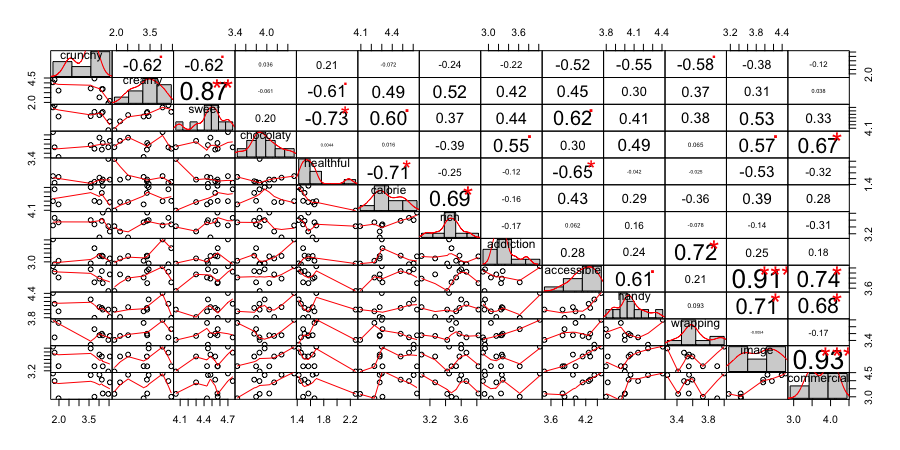 2.0 3.5 3.4 4.0 4.1 4.4 3.0 3.6 3.8 4.1 4.4 3.2 3.8 4.4
crunchy -0.62. -0.62. 0.036 0.21 -0.072 -0.24 -0.22 -0.52 -0.55 -0.58. -0.38 -0.12 2.0
2.0 4.5 creamy 0.87** -0.061 -0.61. 0.49 0.52 0.42 0.45 0.30 0.37 0.31 0.038
sweet 0.20 -0.73* 0.60. 0.37 0.44 0.62. 0.41 0.38 0.53 0.33 4.1
3.4 chocolaty 0.0044 0.016 -0.39 0.55. 0.30 0.49 0.065 0.57. 0.67*
healthful -0.71* -0.25 -0.12 -0.65* -0.042 -0.025 -0.53 -0.32 1.4
4.1 calorie 0.69* -0.16 0.43 0.29 -0.36 0.39 0.28
rich -0.17 0.062 0.16 -0.078 -0.14 -0.31 3.2
3.0 addiction 0.28 0.24 0.72* 0.25 0.18
accessible 0.61. 0.21 0.91*** 0.74* 3.6
3.8 4.4 handy 0.093 0.71* 0.68*
wrapping -0.17 3.4
3.2 image 0.93***
commercial 3.0 4.5
2.0 3.5 4.1 4.4 4.7 1.4 1.8 2.2 3.2 3.6 3.6 4.2 3.4 3.8 3.0 4.0